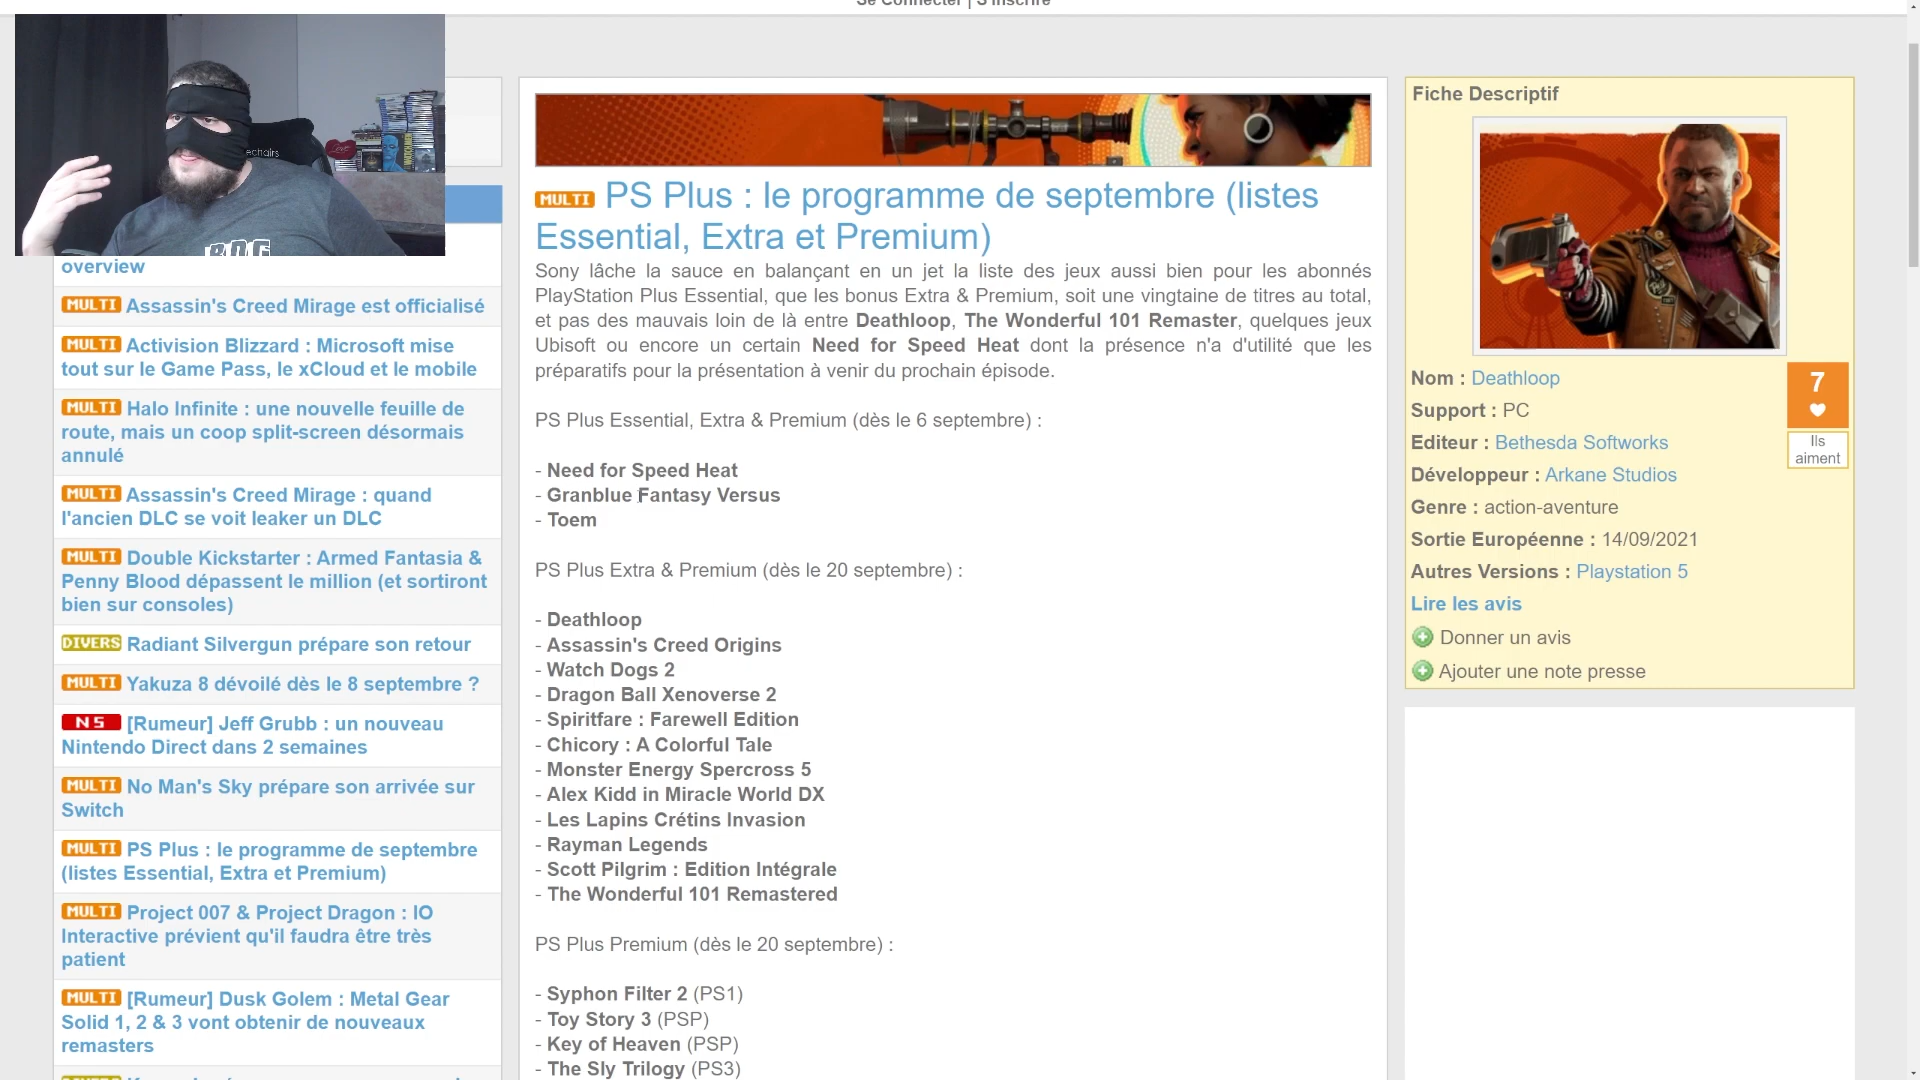 Se Connecter | S'inscrire
echairs
overview
MULTI Assassin's Creed Mirage est officialisé
MULTI Activision Blizzard : Microsoft mise
tout sur le Game Pass, le xCloud et le mobile
MULTI Halo Infinite : une nouvelle feuille de
route, mais un coop split-screen désormais
annulé
MULTI Assassin's Creed Mirage : quand
l'ancien DLC se voit leaker un DLC
MULTI Double Kickstarter : Armed Fantasia &
Penny Blood dépassent le million (et sortiront
bien sur consoles)
DIVERS Radiant Silvergun prépare son retour
MULTI Yakuza 8 dévoilé dès le 8 septembre ?
NS [Rumeur] Jeff Grubb : un nouveau
Nintendo Direct dans 2 semaines
MULTI No Man's Sky prépare son arrivée sur
Switch
MULTI PS Plus : le programme de septembre
(listes Essential, Extra et Premium)
MULTI Project 007 & Project Dragon : IO
Interactive prévient qu'il faudra être très
patient
MULTI [Rumeur] Dusk Golem : Metal Gear
Solid 1, 2 & 3 vont obtenir de nouveaux
remasters
MULTI PS Plus : le programme de septembre (listes
Essential, Extra et Premium)
Sony lâche la sauce en balançant en un jet la liste des jeux aussi bien pour les abonnés
PlayStation Plus Essential, que les bonus Extra & Premium, soit une vingtaine de titres au total,
et pas des mauvais loin de là entre Deathloop, The Wonderful 101 Remaster, quelques jeux
Ubisoft ou encore un certain Need for Speed Heat dont la présence n'a d'utilité que les
préparatifs pour la présentation à venir du prochain épisode.
PS Plus Essential, Extra & Premium (dès le 6 septembre) :
- Need for Speed Heat
- Granblue Fantasy Versus
- Toem
PS Plus Extra & Premium (dès le 20 septembre) :
- Deathloop
- Assassin's Creed Origins
- Watch Dogs 2
- Dragon Ball Xenoverse 2
- Spiritfare : Farewell Edition
- Chicory : A Colorful Tale
- Monster Energy Spercross 5
- Alex Kidd in Miracle World DX
- Les Lapins Crétins Invasion
- Rayman Legends
- Scott Pilgrim : Edition Intégrale
- The Wonderful 101 Remastered
PS Plus Premium (dès le 20 septembre) :
- Syphon Filter 2 (PS1)
- Toy Story 3 (PSP)
- Key of Heaven (PSP)
- The Sly Trilogy (PS3)
Fiche Descriptif
Nom : Deathloop
Support : PC
Editeur : Bethesda Softworks
Développeur : Arkane Studios
Genre : action-aventure
Sortie Européenne : 14/09/2021
Autres Versions : Playstation 5
Lire les avis
Donner un avis
Ajouter une note presse
7
Ils
aiment